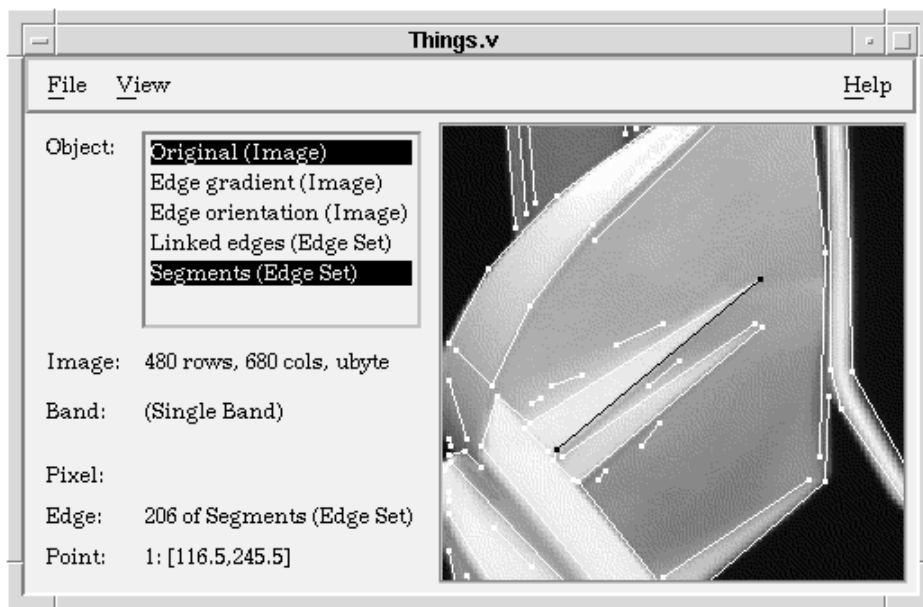 Things.v
File View Help
Object:
Original (Image)
Edge gradient (Image)
Edge orientation (Image)
Linked edges (Edge Set)
Segments (Edge Set)
Image: 480 rows, 680 cols, ubyte
Band: (Single Band)
Pixel:
Edge: 206 of Segments (Edge Set)
Point: 1: [116.5,245.5]